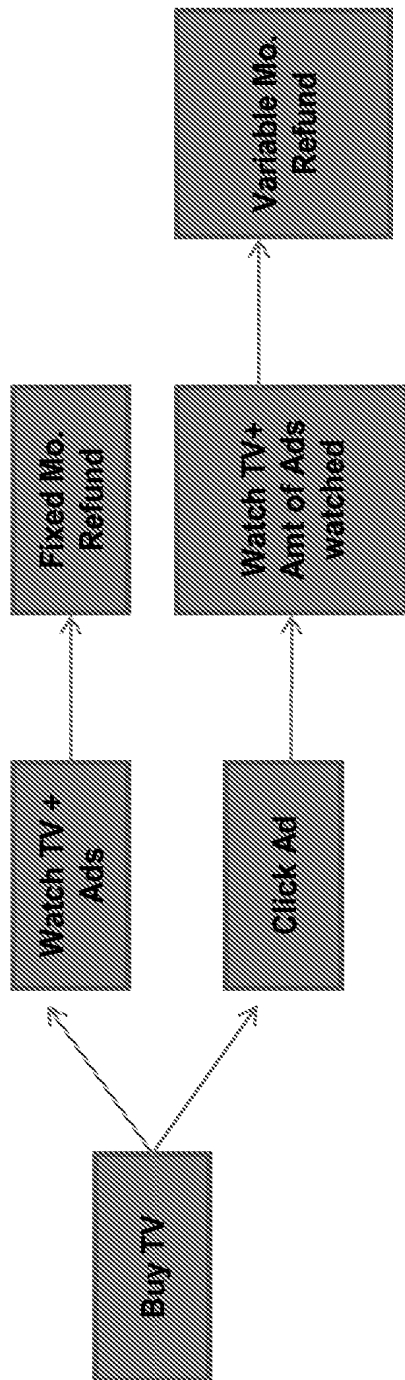 Buy TV
Watch TV +
Ads
Fixed Mo.
Refund
Click Ad
Watch TV+
Amt of Ads
watched
Variable Mo.
Refund